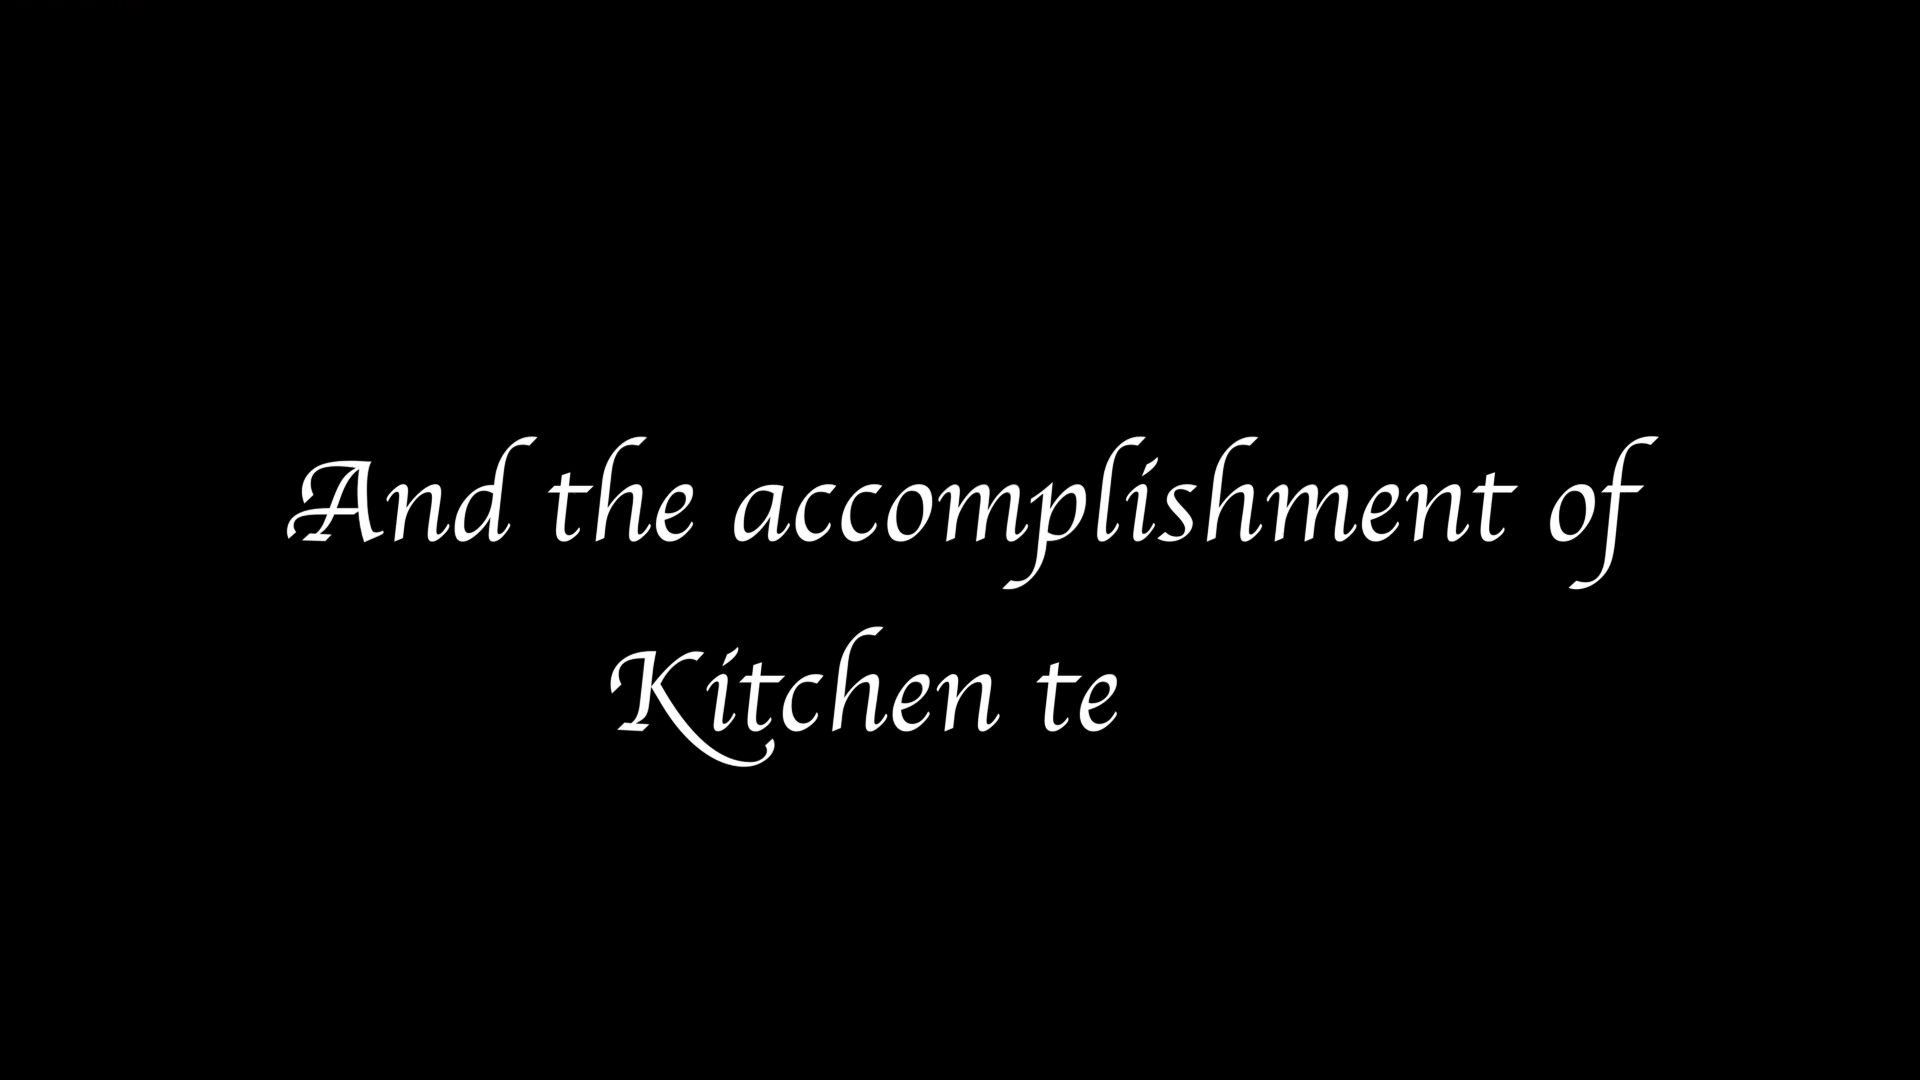 And the accomplishment of
Kitchen te